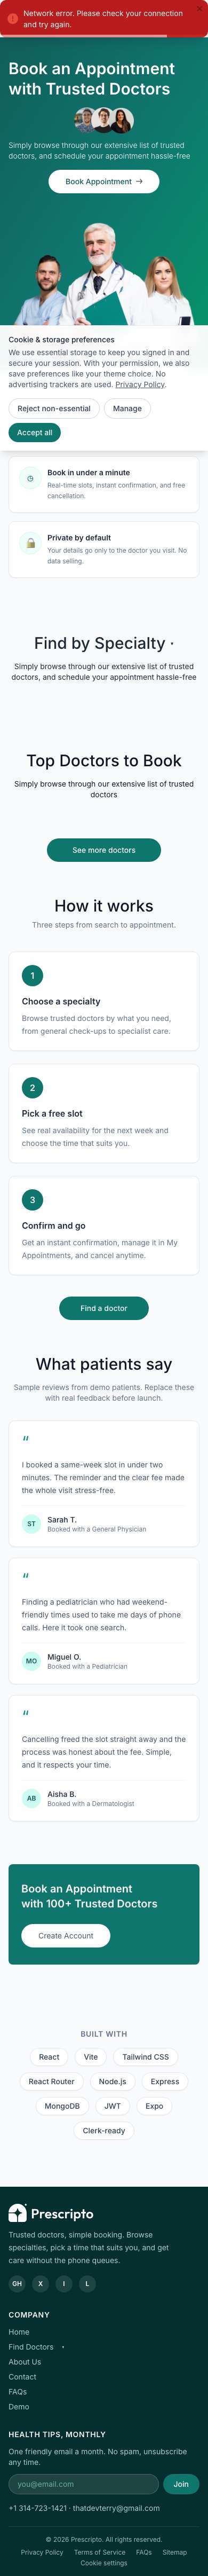 Network error. Please check your connection
and try again.
Book an Appointment
with Trusted Doctors
Simply browse through our extensive list of trusted
doctors, and schedule your appointment hassle-free
Book Appointment →
Cookie & storage preferences
We use essential storage to keep you signed in and
secure your session. With your permission, we also
save preferences like your theme choice. No
advertising trackers are used. Privacy Policy.
Reject non-essential
Manage
Accept all
Book in under a minute
Real-time slots, instant confirmation, and free
cancellation.
Private by default
Your details go only to the doctor you visit. No
data selling.
Find by Specialty ·
Simply browse through our extensive list of trusted
doctors, and schedule your appointment hassle-free
Top Doctors to Book
Simply browse through our extensive list of trusted
doctors
See more doctors
How it works
Three steps from search to appointment.
1
Choose a specialty
Browse trusted doctors by what you need,
from general check-ups to specialist care.
2
Pick a free slot
See real availability for the next week and
choose the time that suits you.
3
Confirm and go
Get an instant confirmation, manage it in My
Appointments, and cancel anytime.
Find a doctor
What patients say
Sample reviews from demo patients. Replace these
with real feedback before launch.
“
I booked a same-week slot in under two
minutes. The reminder and the clear fee made
the whole visit stress-free.
ST
Sarah T.
Booked with a General Physician
“
Finding a pediatrician who had weekend-
friendly times used to take me days of phone
calls. Here it took one search.
MO
Miguel O.
Booked with a Pediatrician
“
Cancelling freed the slot straight away and the
process was honest about the fee. Simple,
and it respects your time.
AB
Aisha B.
Booked with a Dermatologist
Book an Appointment
with 100+ Trusted Doctors
Create Account
BUILT WITH
React
Vite
Tailwind CSS
React Router
Node.js
Express
MongoDB
JWT
Expo
Clerk-ready
Prescripto
Trusted doctors, simple booking. Browse
specialties, pick a time that suits you, and get
care without the phone queues.
GH
X
I
L
COMPANY
Home
Find Doctors •
About Us
Contact
FAQs
Demo
HEALTH TIPS, MONTHLY
One friendly email a month. No spam, unsubscribe
any time.
you@email.com
Join
+1 314-723-1421 · thatdevterry@gmail.com
© 2026 Prescripto. All rights reserved.
Privacy Policy
Terms of Service
FAQs
Sitemap
Cookie settings